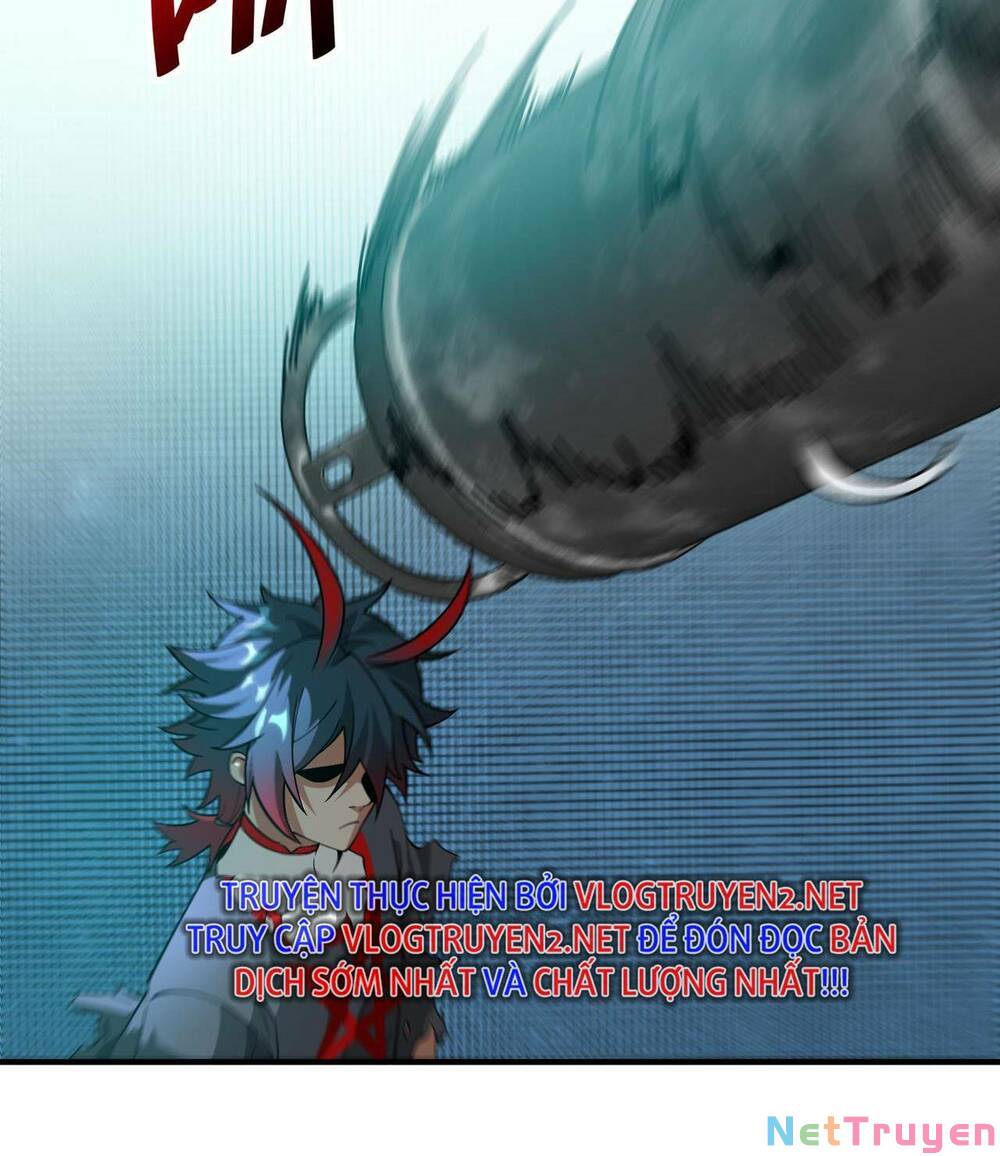 TRUYỆN THỰC HIỆN BỞI VLOGTRUYEN2.NET
TRUY CẬP VLOGTRUYEN2.NET ĐỂ ĐÓN ĐỌC BẢN
DỊCH SỚM NHẤT VÀ CHẤT LƯỢNG NHẤT!!!
NetTruyen